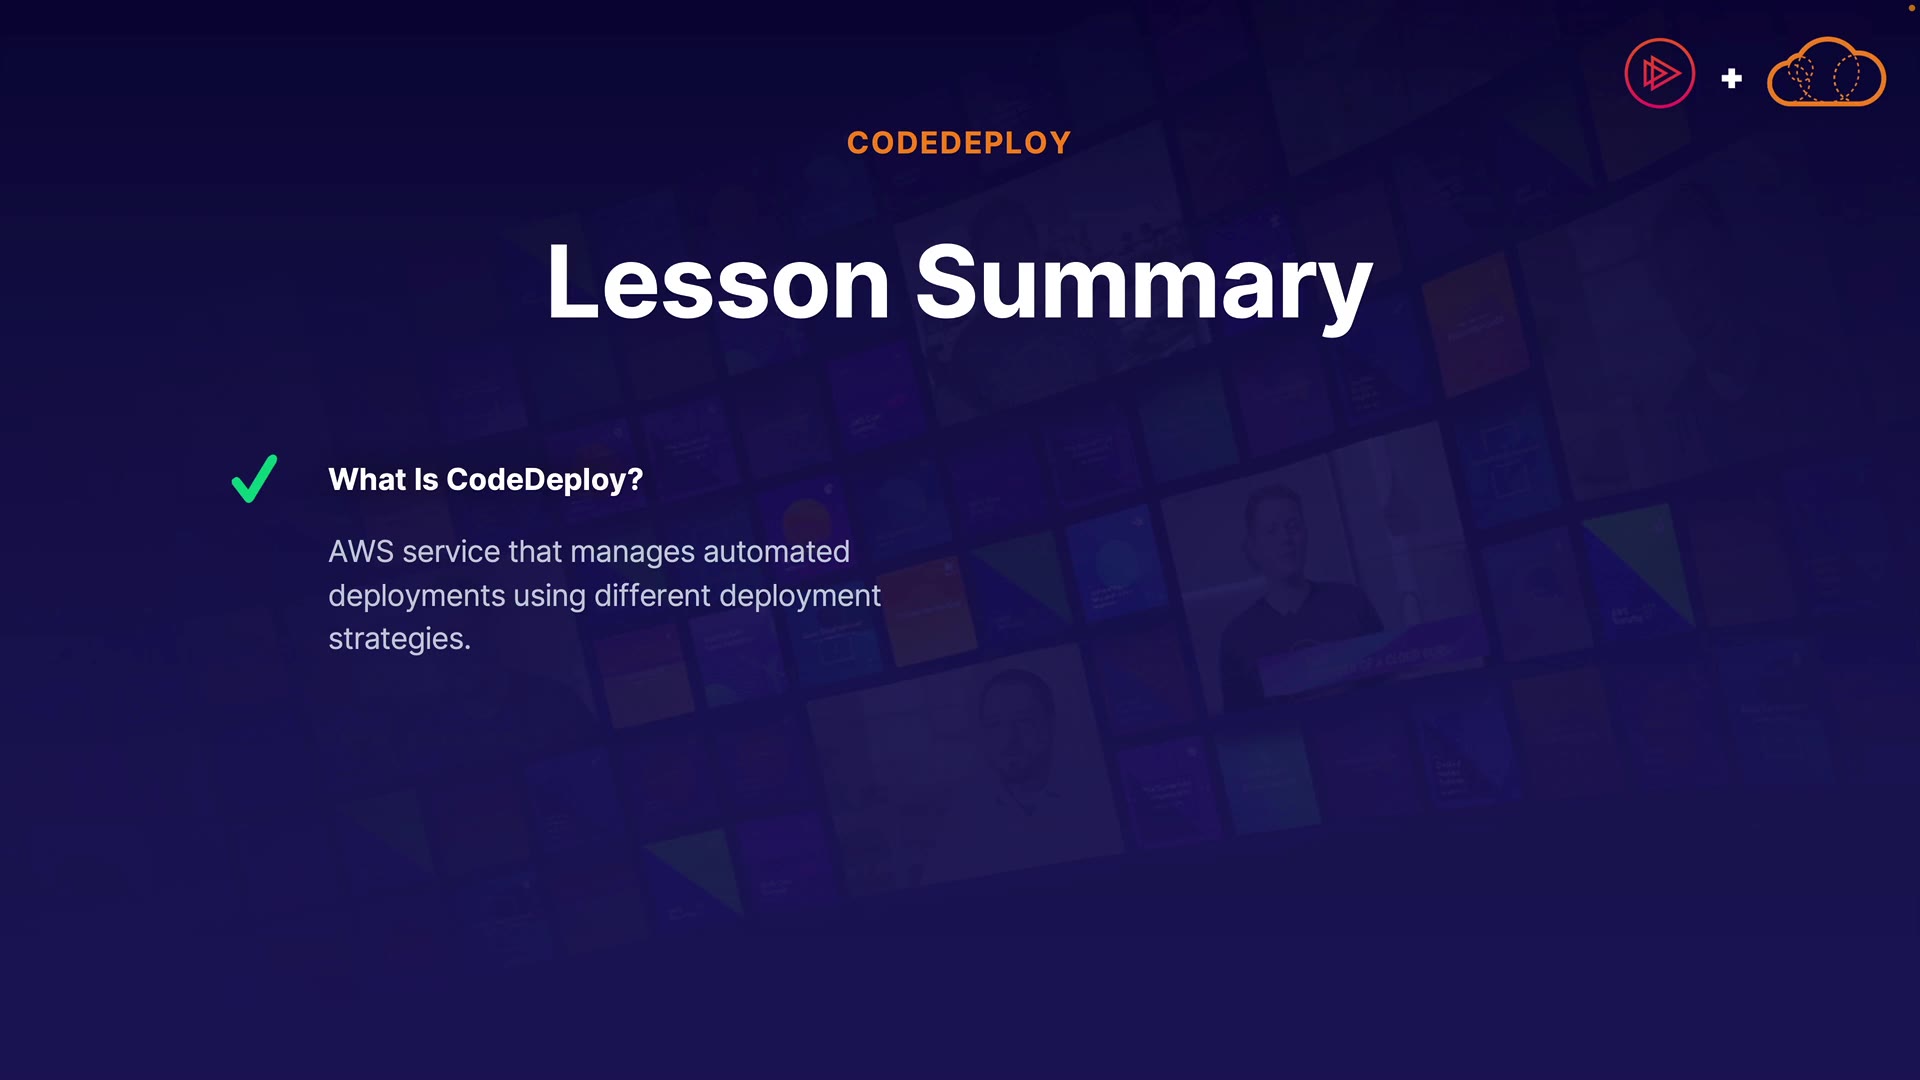 CODEDEPLOY
Lesson Summary
What Is CodeDeploy?
AWS service that manages automated
deployments using different deployment
strategies.